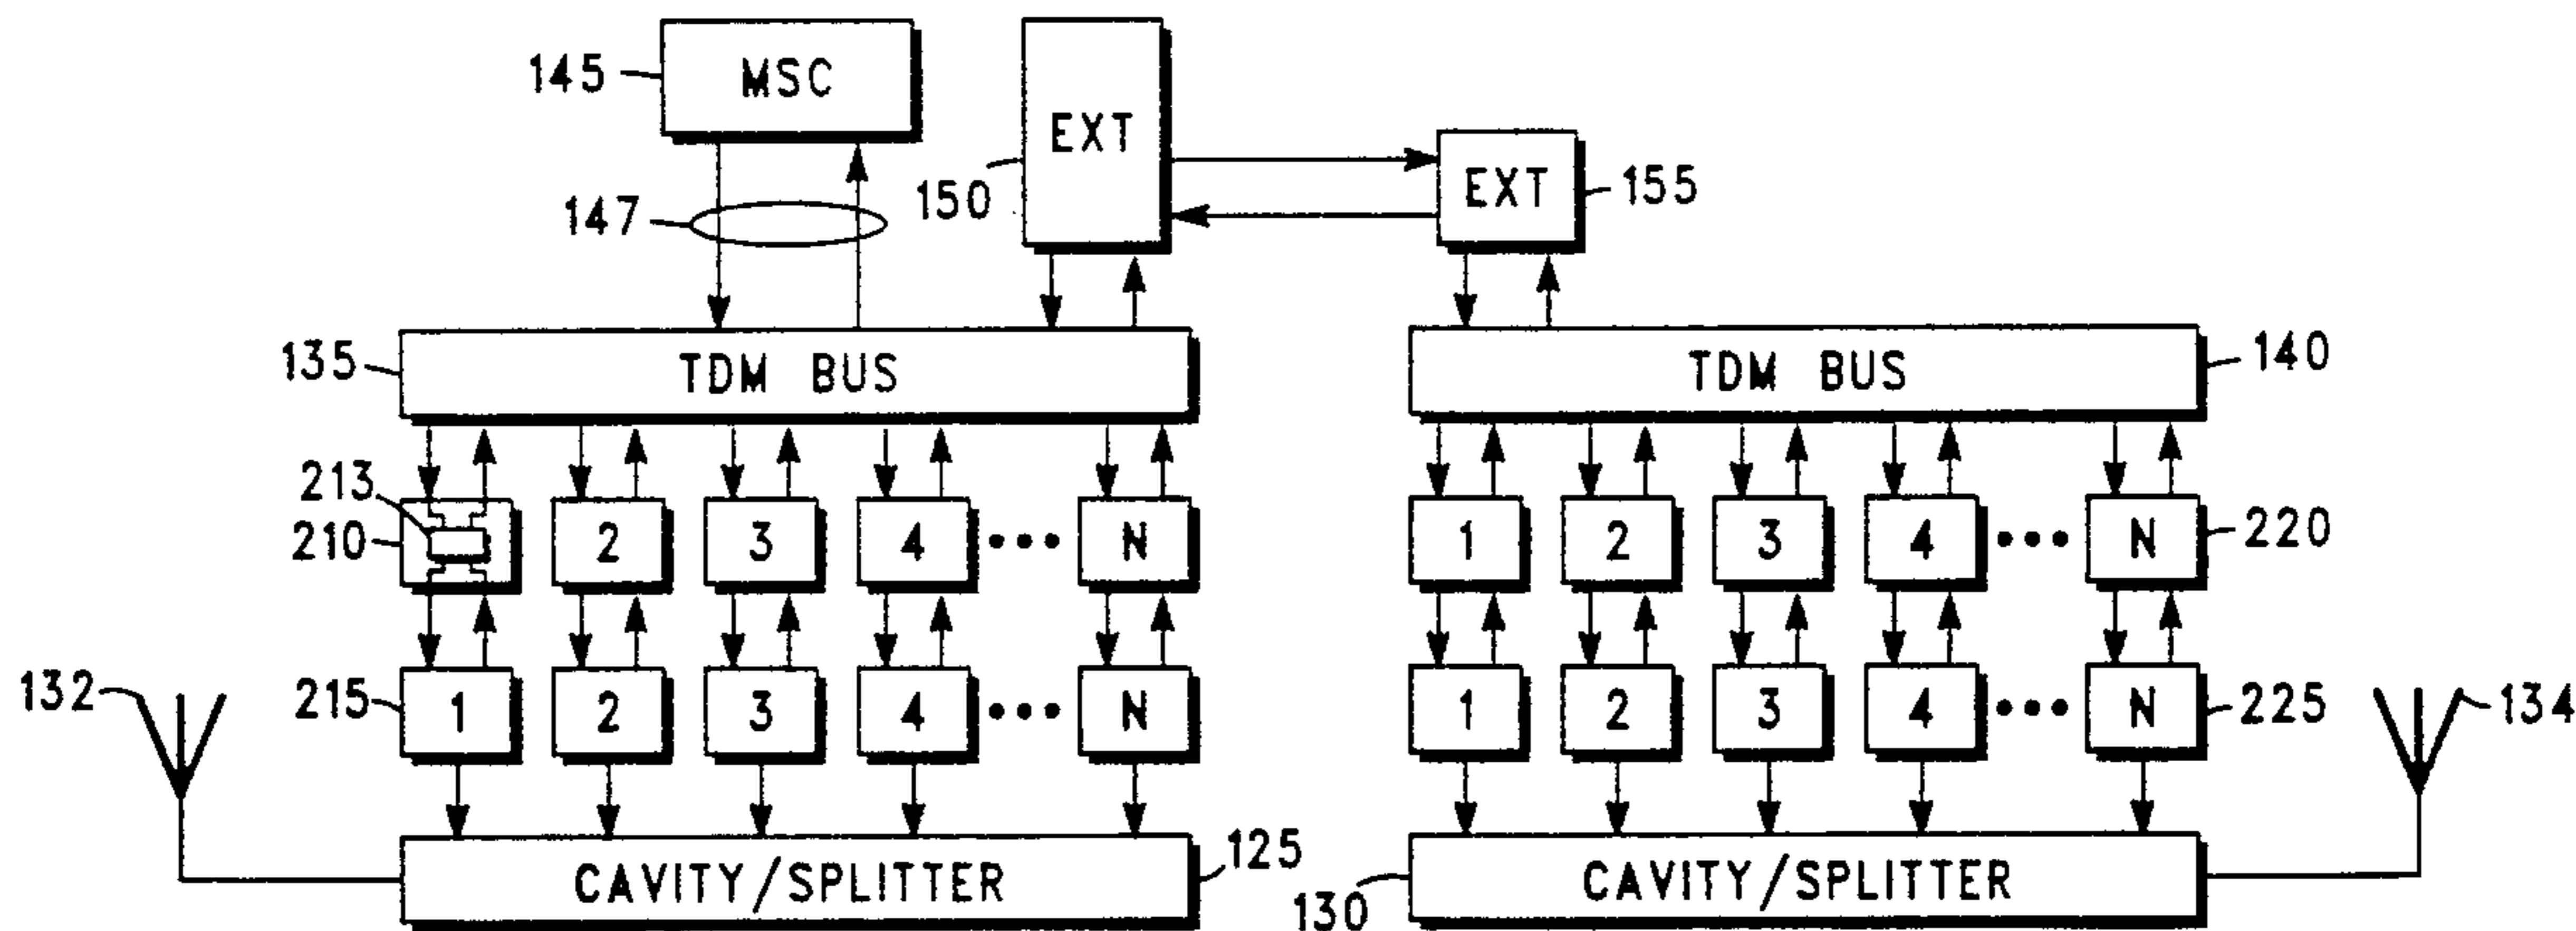 145 MSC
EXT
150
EXT
155
147
135 TDM BUS
TDM BUS 140
213
210 2 3 4 ••• N
1 2 3 4 ••• N 220
132
215 1 2 3 4 ••• N
1 2 3 4 ••• N 225
134
CAVITY/SPLITTER 125
130 CAVITY/SPLITTER